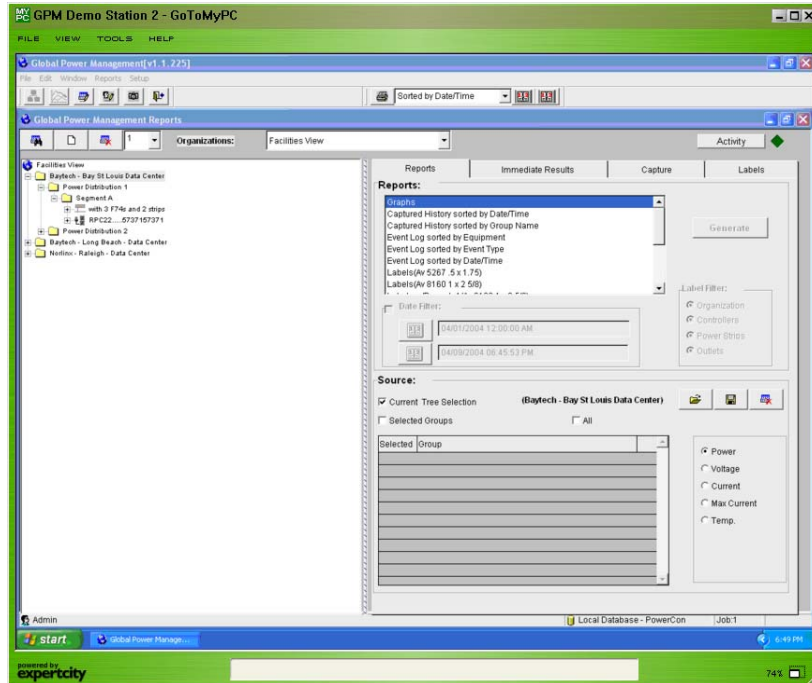 MY PC GPM Demo Station 2 - GoToMyPC
FILE VIEW TOOLS HELP
Global Power Management[v1.1.225]
File Edit Window Reports Setup
Sorted by Date/Time
Global Power Management Reports
1
Organizations:
Facilities View
Activity
Facilities View
Baytech - Bay St Louis Data Center
Power Distribution 1
Segment A
with 3 F74s and 2 strips
RPC22.....5737157371
Power Distribution 2
Baytech - Long Beach - Data Center
Norlinx - Raleigh - Data Center
Reports Immediate Results Capture Labels
Reports:
Graphs
Captured History sorted by Date/Time
Captured History sorted by Group Name
Event Log sorted by Equipment
Event Log sorted by Event Type
Event Log sorted by Date/Time
Labels(Av 5267 .5 x 1.75)
Labels(Av 8160 1 x 2 5/8)
Generate
Date Filter:
04/01/2004 12:00:00 AM
04/09/2004 06:45:53 PM
Label Filter:
Organization
Controllers
Power Strips
Outlets
Source:
Current Tree Selection (Baytech - Bay St Louis Data Center)
Selected Groups All
Selected Group
Power
Voltage
Current
Max Current
Temp.
Admin
Local Database - PowerCon Job:1
start Global Power Manage... 6:49 PM
powered by
expertcity
74%